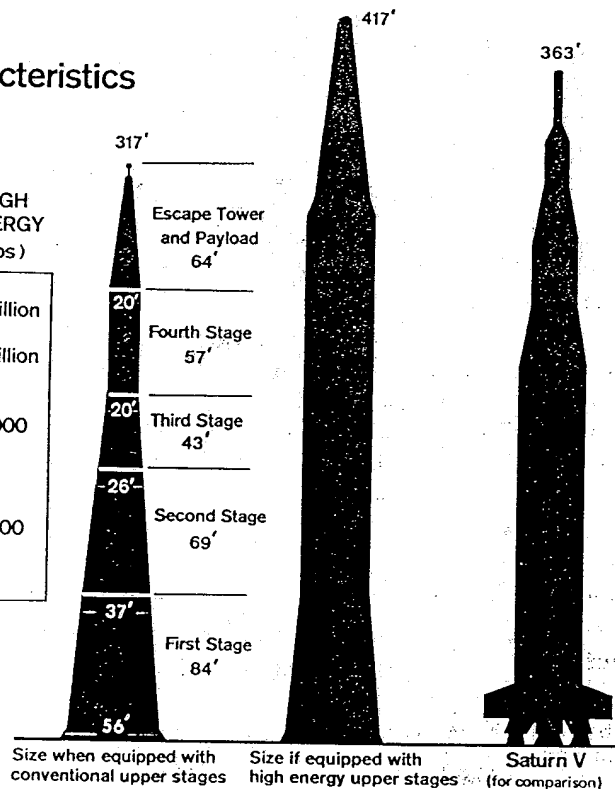 cteristics
GH
ERGY
os)
illion
illion
000
00
317'
Escape Tower
and Payload
64'
20'
Fourth Stage
57'
20'
Third Stage
43'
-26'-
Second Stage
69'
- 37' -
First Stage
84'
56'
Size when equipped with
conventional upper stages
417'
Size if equipped with
high energy upper stages
363'
Saturn V
(for comparison)